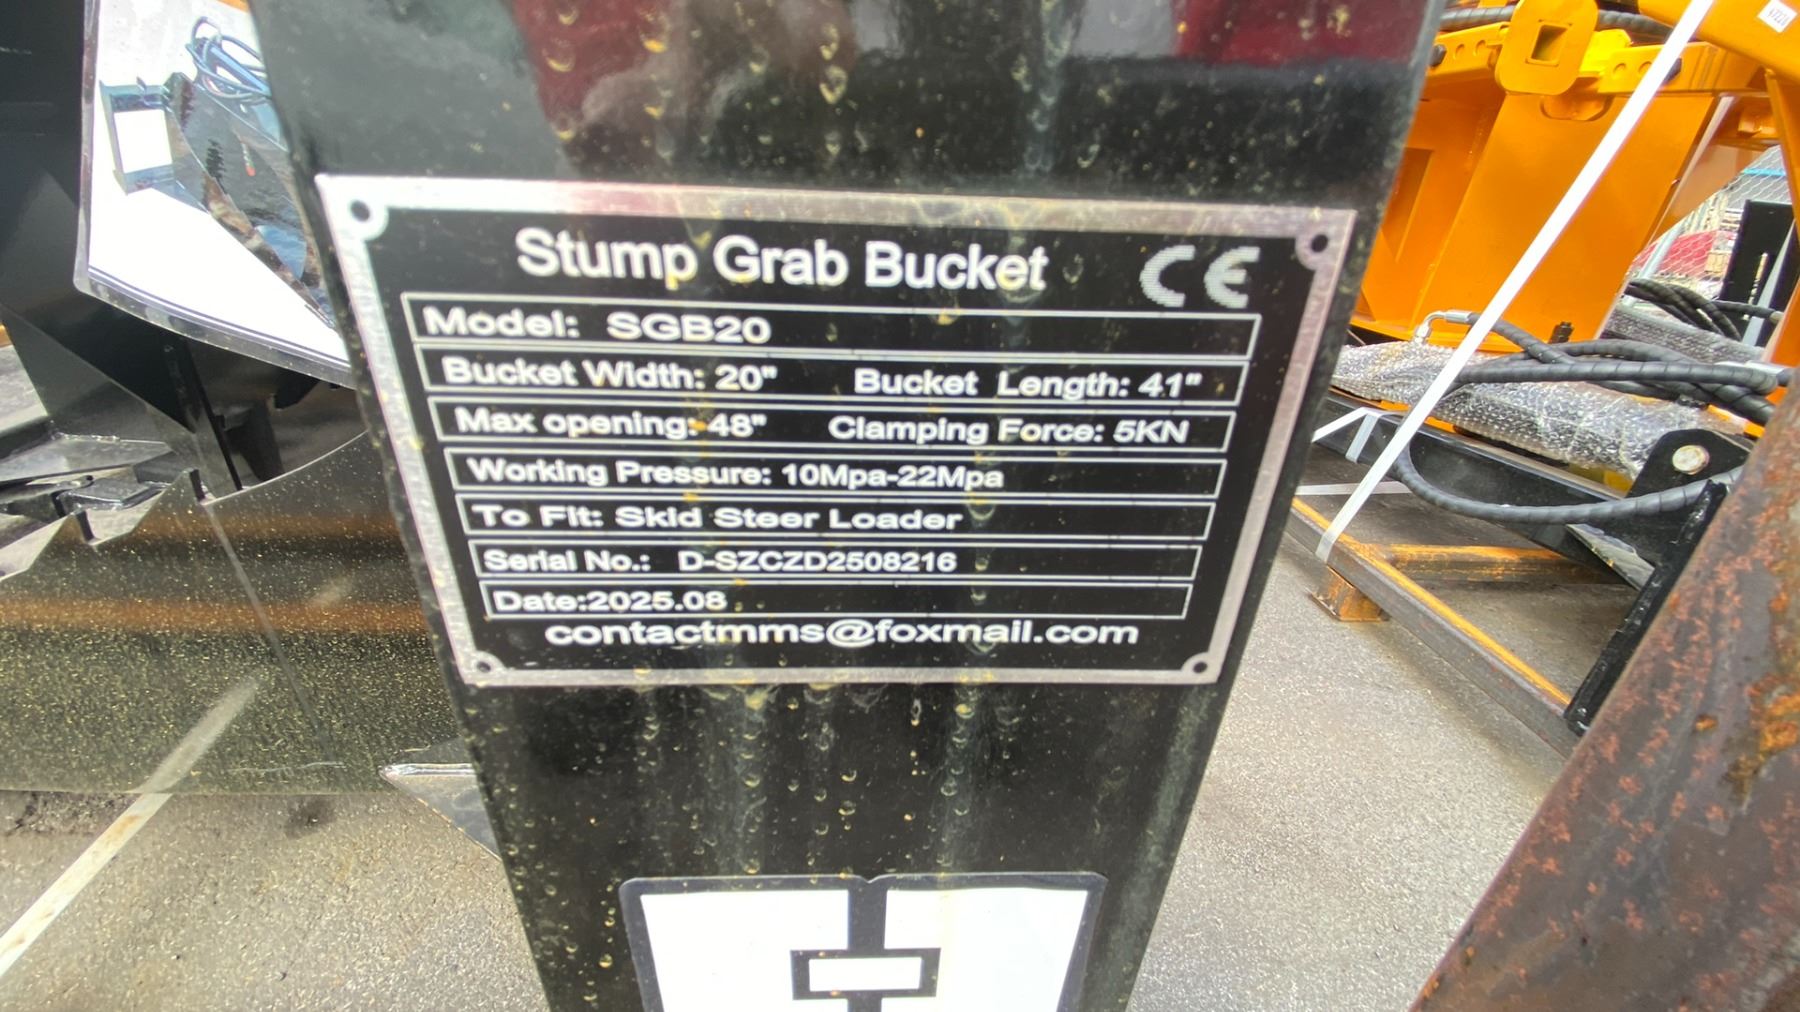 Stump Grab Bucket CE
Model: SGB20
Bucket Width: 20" Bucket Length: 41"
Max opening: 48" Clamping Force: 5KN
Working Pressure: 10Mpa-22Mpa
To Fit: Skid Steer Loader
Serial No.: D-SZCZD2508216
Date:2025.08
contactmms@foxmail.com